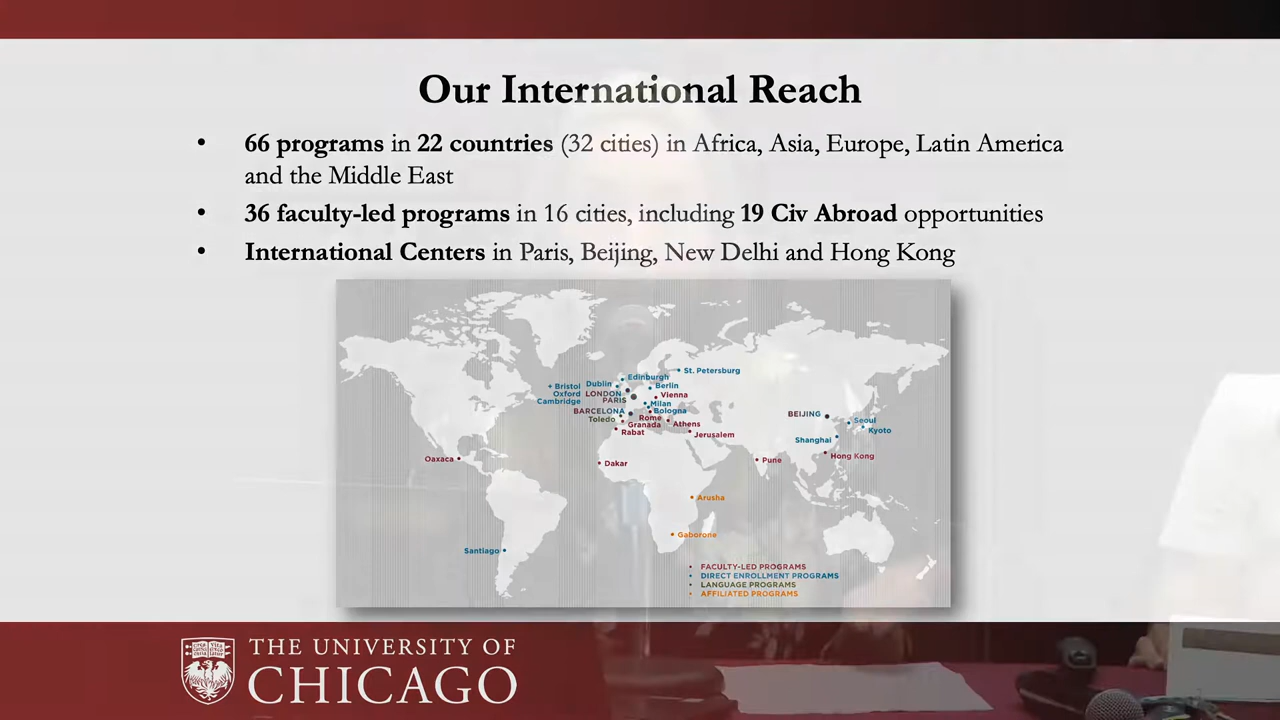 Our International Reach
• 66 programs in 22 countries (32 cities) in Africa, Asia, Europe, Latin America
and the Middle East
• 36 faculty-led programs in 16 cities, including 19 Civ Abroad opportunities
• International Centers in Paris, Beijing, New Delhi and Hong Kong
St. Petersburg
Edinburgh
Dublin
Berlin
+ Bristol
Oxford
Cambridge
LONDON
PARIS
Vienna
Milan
Bologna
BARCELONA
Rome
Toledo
Granada
Athens
Rabat
Jerusalem
BEIJING
Seoul
Kyoto
Shanghai
Hong Kong
Oaxaca
Dakar
Pune
Arusha
Gaborone
Santiago
• FACULTY-LED PROGRAMS
• DIRECT ENROLLMENT PROGRAMS
• LANGUAGE PROGRAMS
• AFFILIATED PROGRAMS
THE UNIVERSITY OF
CHICAGO